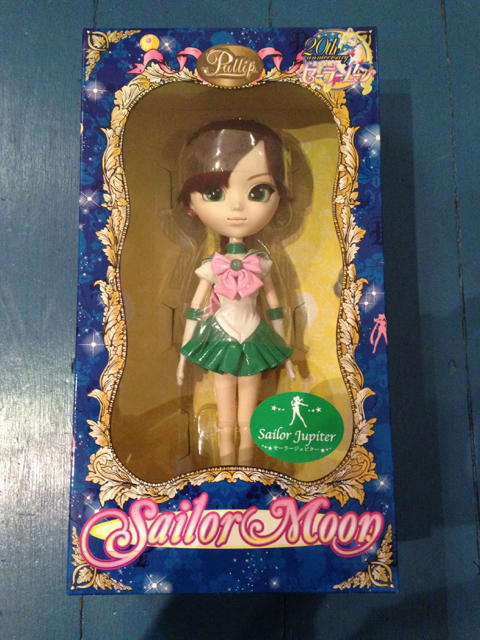 Pullip
20th
anniversary
セーラームーン
Sailor Jupiter
セーラージュピター
Sailor Moon